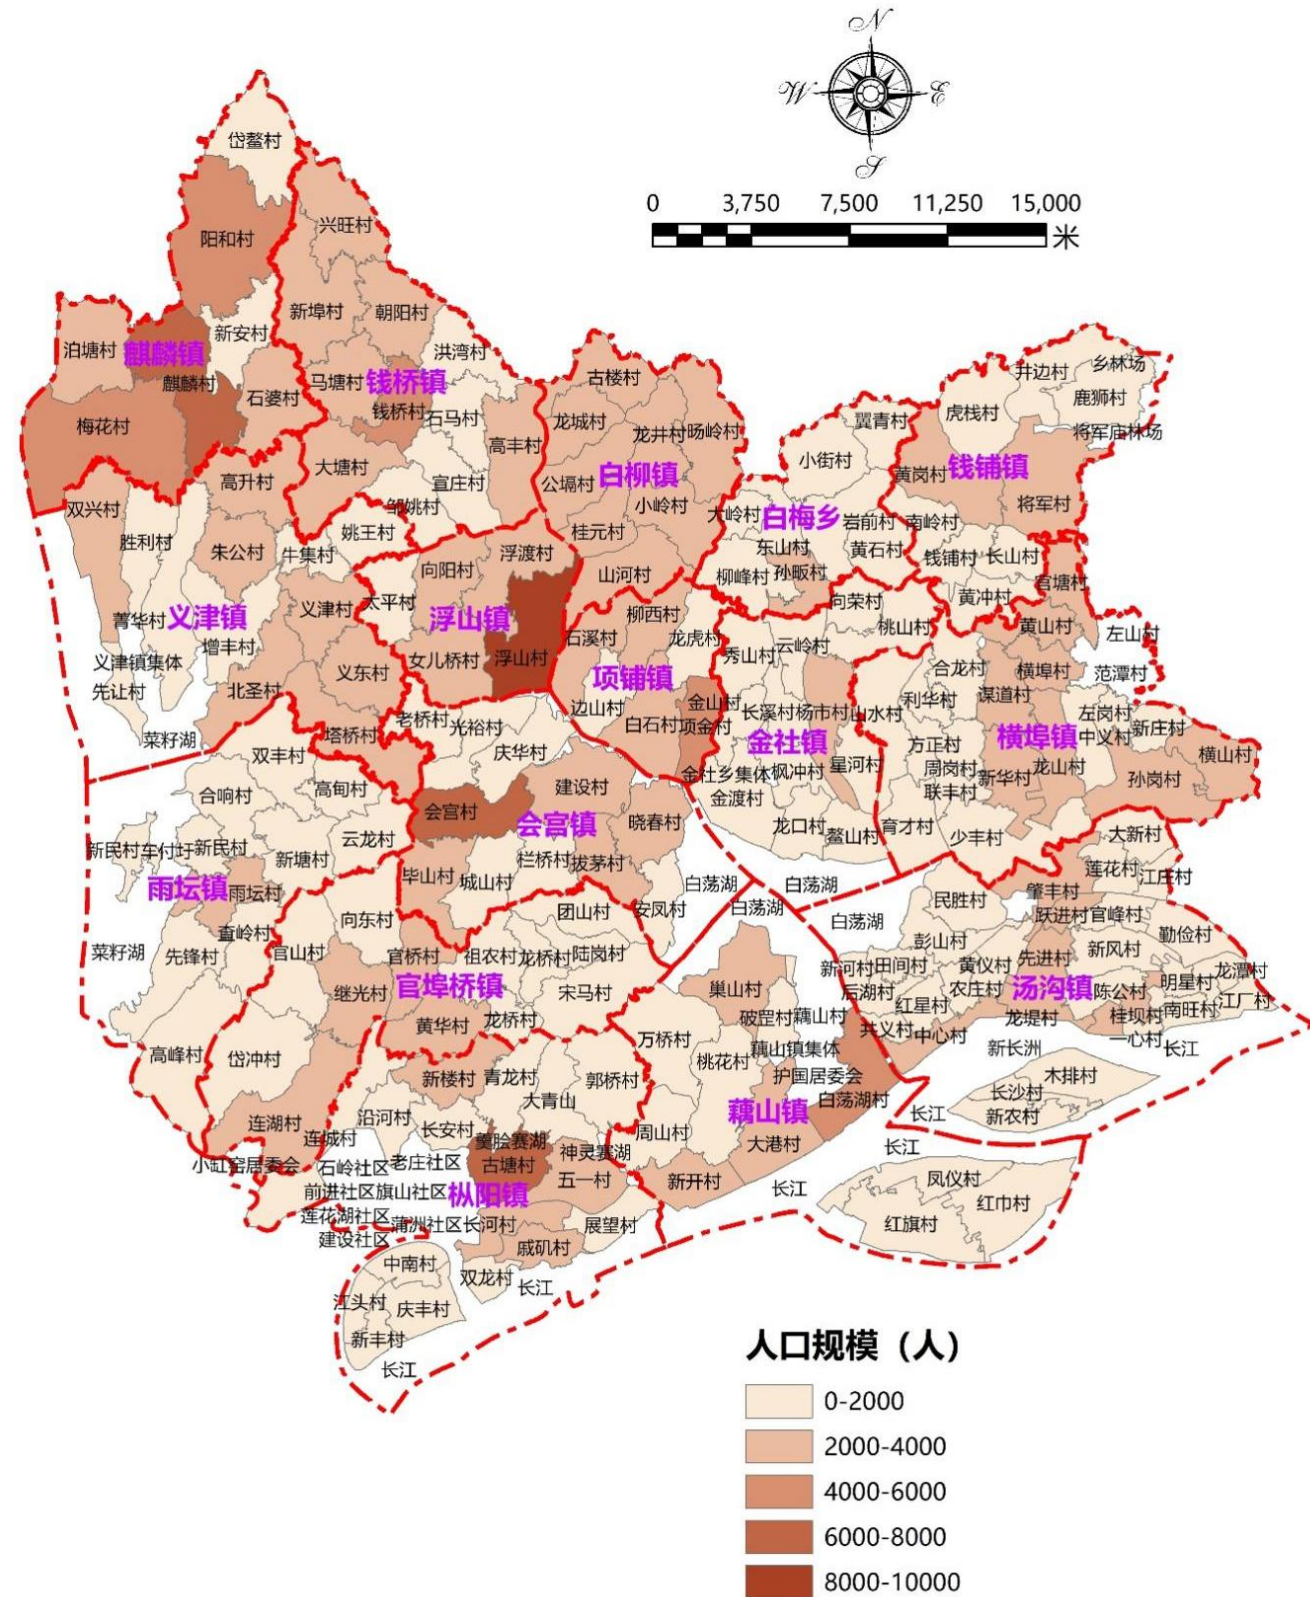 N
W
E
S
0 3,750 7,500 11,250 15,000
米
岱鳌村
阳和村
兴旺村
新埠村
朝阳村
新安村
泊塘村
麒麟镇
洪湾村
麒麟村
马塘村
钱桥镇
石婆村
钱桥村
石马村
梅花村
高丰村
大塘村
宣庄村
高升村
邹姚村
双兴村
胜利村
朱公村
牛集村
姚王村
古楼村
龙城村
龙井村
旸岭村
白柳镇
公塥村
小岭村
桂元村
山河村
井边村
乡林场
鹿狮村
虎栈村
将军庙林场
翼青村
小街村
黄岗村
钱铺镇
将军村
大岭村
白梅乡
岩前村
南岭村
东山村
黄石村
钱铺村
长山村
柳峰村
孙畈村
黄冲村
官塘村
浮渡村
向阳村
太平村
浮山镇
女儿桥村
浮山村
义津村
菁华村
义津镇
增丰村
义津镇集体
义东村
先让村
北圣村
菜籽湖
塔桥村
柳西村
石溪村
龙虎村
项铺镇
边山村
白石村
金山村
项金村
向荣村
桃山村
秀山村
云岭村
长溪村
杨市村
山水村
金社镇
金社乡集体
枫冲村
星河村
金渡村
龙口村
鳌山村
黄山村
左山村
合龙村
横埠村
范潭村
利华村
谋道村
左岗村
方正村
横埠镇
中义村
新庄村
周岗村
新华村
龙山村
横山村
联丰村
孙岗村
育才村
少丰村
老桥村
光裕村
庆华村
双丰村
高甸村
合响村
建设村
会宫村
会宫镇
晓春村
云龙村
新民村
车付圩
新民村
新塘村
栏桥村
拔茅村
毕山村
城山村
雨坛镇
雨坛村
安凤村
白荡湖
白荡湖
白荡湖
白荡湖
大新村
莲花村
江庄村
肇丰村
民胜村
跃进村
官峰村
勤俭村
彭山村
新风村
新河村
田间村
黄仪村
先进村
龙潭村
后湖村
农庄村
汤沟镇
陈公村
明星村
江厂村
红星村
南旺村
共义村
中心村
龙堤村
桂坝村
一心村
长江
新长洲
木排村
长沙村
新农村
长江
长江
向东村
团山村
直岭村
官山村
官桥村
祖农村
龙桥村
陆岗村
菜籽湖
先锋村
官埠桥镇
继光村
宋马村
黄华村
龙桥村
高峰村
岱冲村
连湖村
巢山村
破罡村
藕山村
万桥村
桃花村
藕山镇集体
护国居委会
藕山镇
白荡湖村
周山村
大港村
新开村
长江
新楼村
青龙村
郭桥村
大青山
沿河村
连城村
长安村
羹脍赛湖
小缸窑居委会
石岭社区
老庄社区
古塘村
神灵赛湖
前进社区
旗山社区
枞阳镇
五一村
莲花湖社区
蒲洲社区
长河村
展望村
建设社区
戚矶村
中南村
双龙村
长江
江头村
庆丰村
新丰村
长江
凤仪村
红巾村
红旗村
人口规模（人）
0-2000
2000-4000
4000-6000
6000-8000
8000-10000